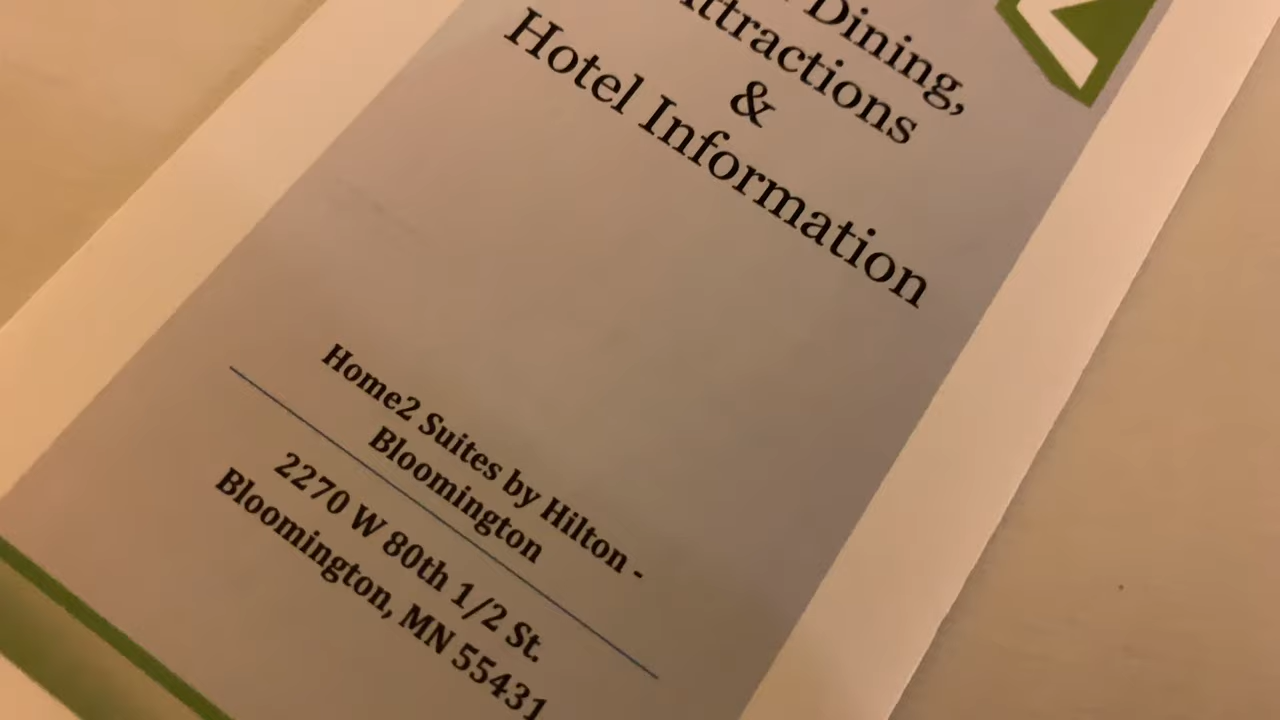 Dining,
Attractions
&
Hotel Information
Home2 Suites by Hilton -
Bloomington
2270 W 80th 1/2 St.
Bloomington, MN 55431